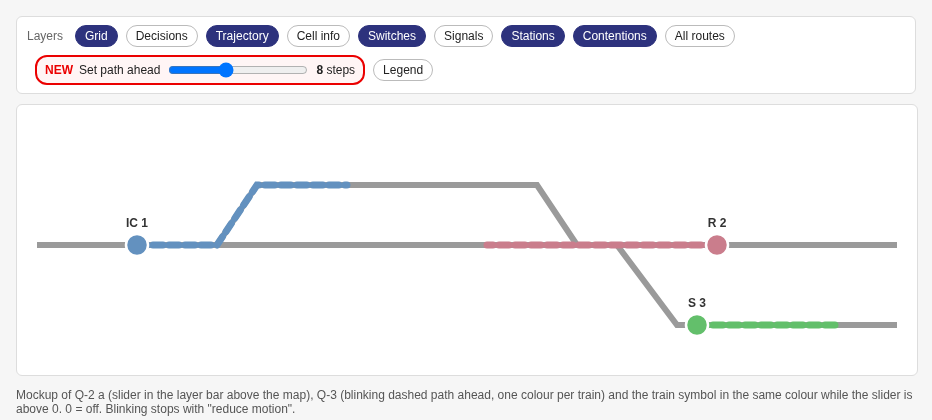 Layers Grid Decisions Trajectory Cell info Switches Signals Stations Contentions All routes
NEW Set path ahead 8 steps Legend
IC 1
R 2
S 3
Mockup of Q-2 a (slider in the layer bar above the map), Q-3 (blinking dashed path ahead, one colour per train) and the train symbol in the same colour while the slider is
above 0. 0 = off. Blinking stops with "reduce motion".